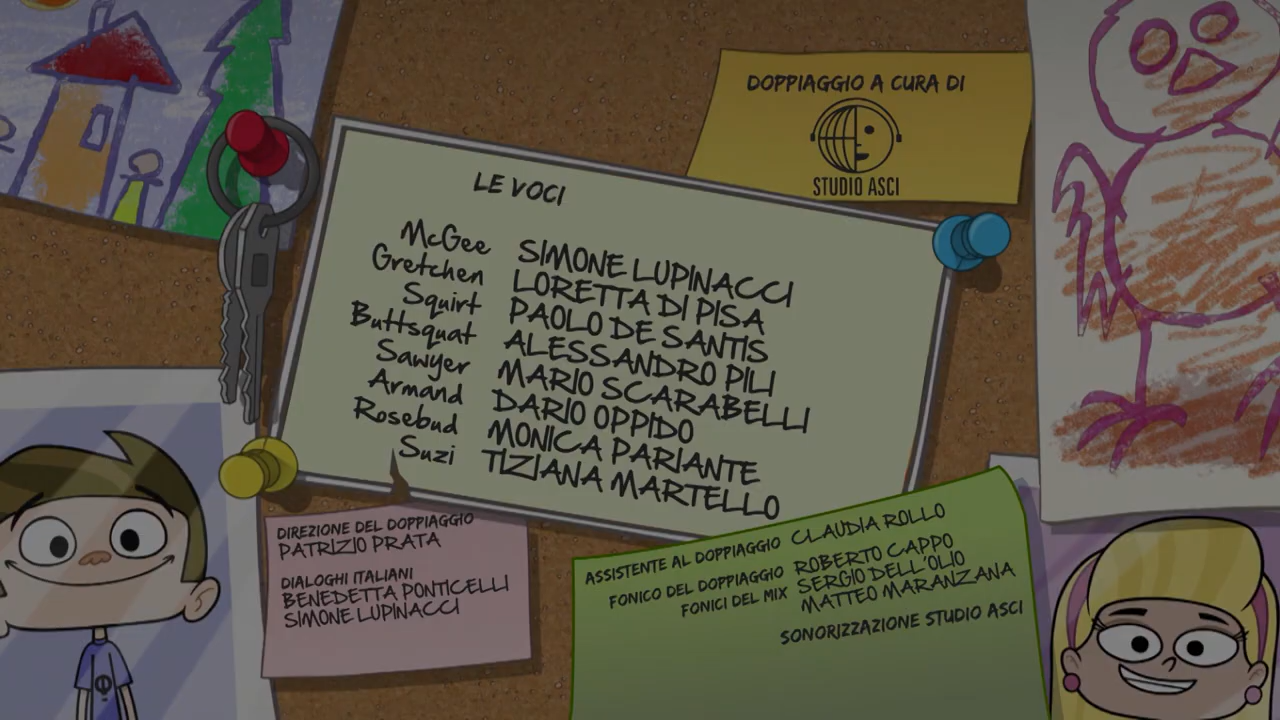 DOPPIAGGIO A CURA DI
STUDIO ASCI
LE VOCI
McGee SIMONE LUPINACCI
Gretchen LORETTA DI PISA
Squirt PAOLO DE SANTIS
Buttsquat ALESSANDRO PILI
Sawyer MARIO SCARABELLI
Armand DARIO OPPIDO
Rosebud MONICA PARIANTE
Suzi TIZIANA MARTELLO
DIREZIONE DEL DOPPIAGGIO
PATRIZIO PRATA
DIALOGHI ITALIANI
BENEDETTA PONTICELLI
SIMONE LUPINACCI
ASSISTENTE AL DOPPIAGGIO CLAUDIA ROLLO
FONICO DEL DOPPIAGGIO ROBERTO CAPPO
FONICI DEL MIX SERGIO DELL'OLIO
MATTEO MARANZANA
SONORIZZAZIONE STUDIO ASCI